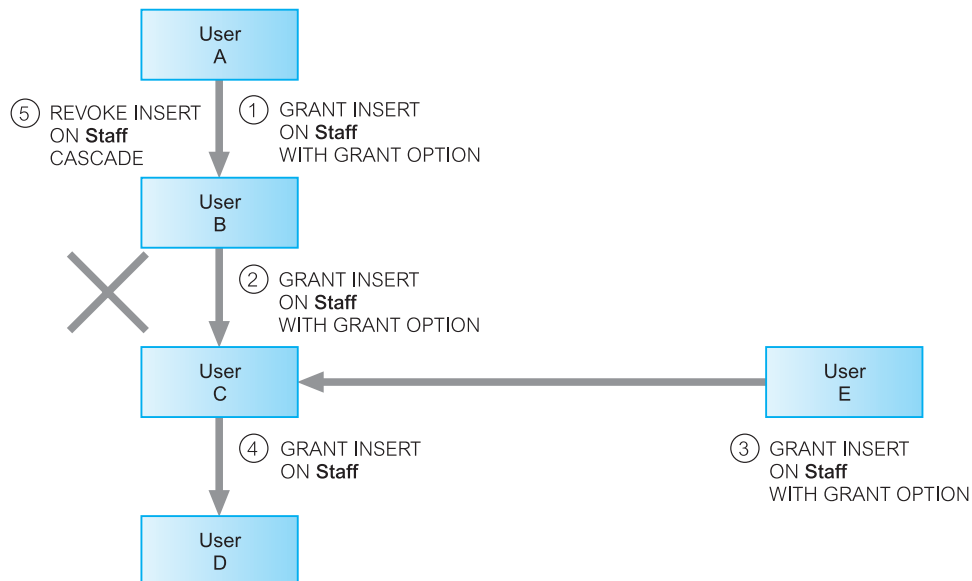 User
A
5 REVOKE INSERT
ON Staff
CASCADE
1 GRANT INSERT
ON Staff
WITH GRANT OPTION
User
B
2 GRANT INSERT
ON Staff
WITH GRANT OPTION
User
C
User
E
4 GRANT INSERT
ON Staff
3 GRANT INSERT
ON Staff
WITH GRANT OPTION
User
D